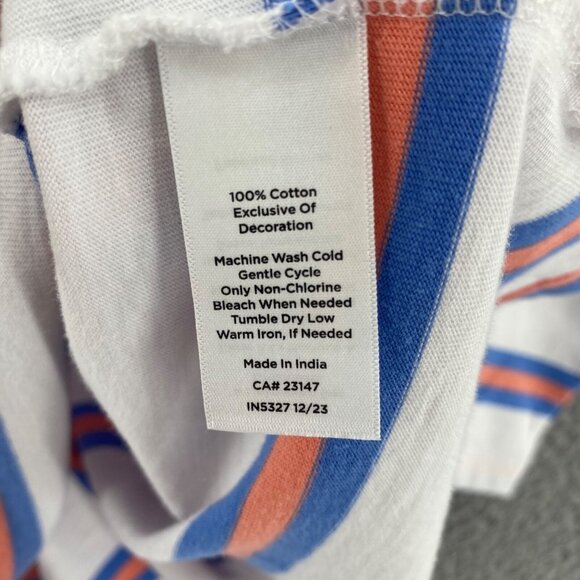 100% Cotton
Exclusive Of
Decoration
Machine Wash Cold
Gentle Cycle
Only Non-Chlorine
Bleach When Needed
Tumble Dry Low
Warm Iron, If Needed
Made In India
CA# 23147
IN5327 12/23